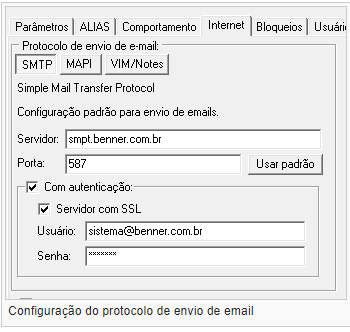 Parâmetros ALIAS Comportamento Internet Bloqueios Usuári
Protocolo de envio de e-mail:
SMTP MAPI VIM/Notes
Simple Mail Transfer Protocol
Configuração padrão para envio de emails.
Servidor: smpt.benner.com.br
Porta: 587 Usar padrão
Com autenticação:
Servidor com SSL
Usuário: sistema@benner.com.br
Senha: *******
Configuração do protocolo de envio de email